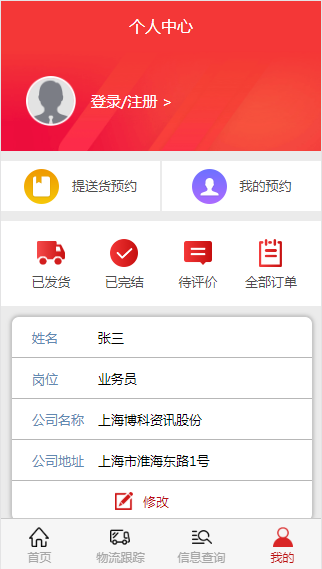 个人中心
登录/注册 >
提送货预约 我的预约
已发货 已完结 待评价 全部订单
姓名 张三
岗位 业务员
公司名称 上海博科资讯股份
公司地址 上海市淮海东路1号
修改
首页 物流跟踪 信息查询 我的